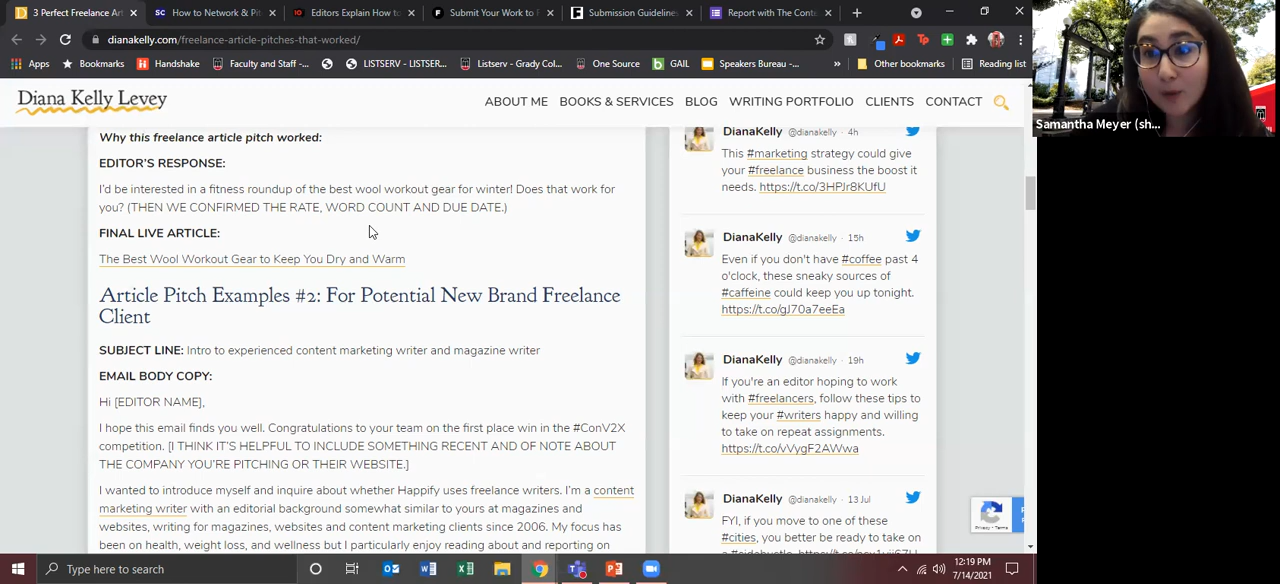 3 Perfect Freelance Art
How to Network & Pit
Editors Explain How to
Submit Your Work to F
Submission Guidelines
Report with The Conte
dianakelly.com/freelance-article-pitches-that-worked/
Apps
Bookmarks
Handshake
Faculty and Staff -...
LISTSERV - LISTSER...
Listserv - Grady Col...
One Source
GAIL
Speakers Bureau -...
»
Other bookmarks
Reading list
Diana Kelly Levey
ABOUT ME
BOOKS & SERVICES
BLOG
WRITING PORTFOLIO
CLIENTS
CONTACT
Why this freelance article pitch worked:
EDITOR'S RESPONSE:
I'd be interested in a fitness roundup of the best wool workout gear for winter! Does that work for
you? (THEN WE CONFIRMED THE RATE, WORD COUNT AND DUE DATE.)
FINAL LIVE ARTICLE:
The Best Wool Workout Gear to Keep You Dry and Warm
Article Pitch Examples #2: For Potential New Brand Freelance
Client
SUBJECT LINE: Intro to experienced content marketing writer and magazine writer
EMAIL BODY COPY:
Hi [EDITOR NAME],
I hope this email finds you well. Congratulations to your team on the first place win in the #ConV2X
competition. [I THINK IT'S HELPFUL TO INCLUDE SOMETHING RECENT AND OF NOTE ABOUT
THE COMPANY YOU'RE PITCHING OR THEIR WEBSITE.]
I wanted to introduce myself and inquire about whether Happify uses freelance writers. I'm a content
marketing writer with an editorial background somewhat similar to yours at magazines and
websites, writing for magazines, websites and content marketing clients since 2006. My focus has
been on health, weight loss, and wellness but I particularly enjoy reading about and reporting on
DianaKelly @dianakelly · 4h
This #marketing strategy could give
your #freelance business the boost it
needs. https://t.co/3HPJr8KUfU
DianaKelly @dianakelly · 15h
Even if you don't have #coffee past 4
o'clock, these sneaky sources of
#caffeine could keep you up tonight.
https://t.co/gJ70a7eeEa
DianaKelly @dianakelly · 19h
If you're an editor hoping to work
with #freelancers, follow these tips to
keep your #writers happy and willing
to take on repeat assignments.
https://t.co/vVygF2AWwa
DianaKelly @dianakelly · 13 Jul
FYI, if you move to one of these
#cities, you better be ready to take on
Privacy - Terms
Samantha Meyer (sh...
Type here to search
12:19 PM
7/14/2021